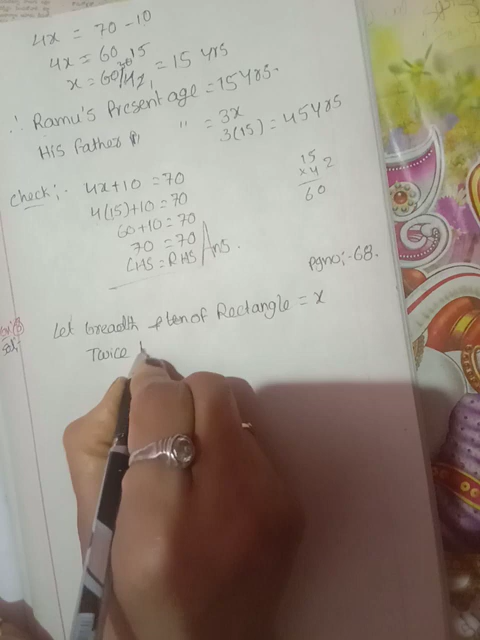 4x = 70 - 10
4x = 60
x = 60/4 = 15 yrs
∴ Ramu's Present age = 15 Yrs.
His father " = 3x
3(15) = 45 Yrs
Check:- 4x + 10 = 70
4(15) + 10 = 70
60 + 10 = 70
70 = 70
LHS = RHS Ans.
15
x 4
60
Pg no:- 68.
Let breadth of Rectangle = x
Twice